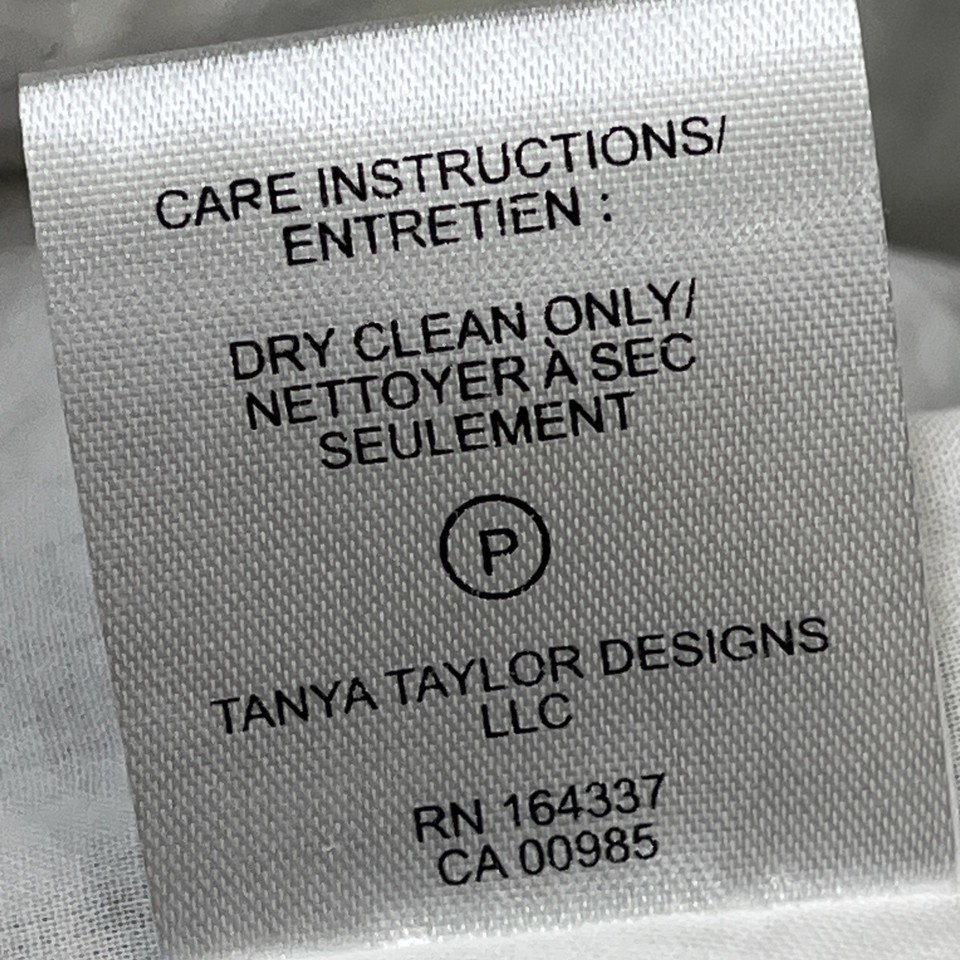 CARE INSTRUCTIONS/
ENTRETIEN :
DRY CLEAN ONLY/
NETTOYER À SEC
SEULEMENT
P
TANYA TAYLOR DESIGNS
LLC
RN 164337
CA 00985